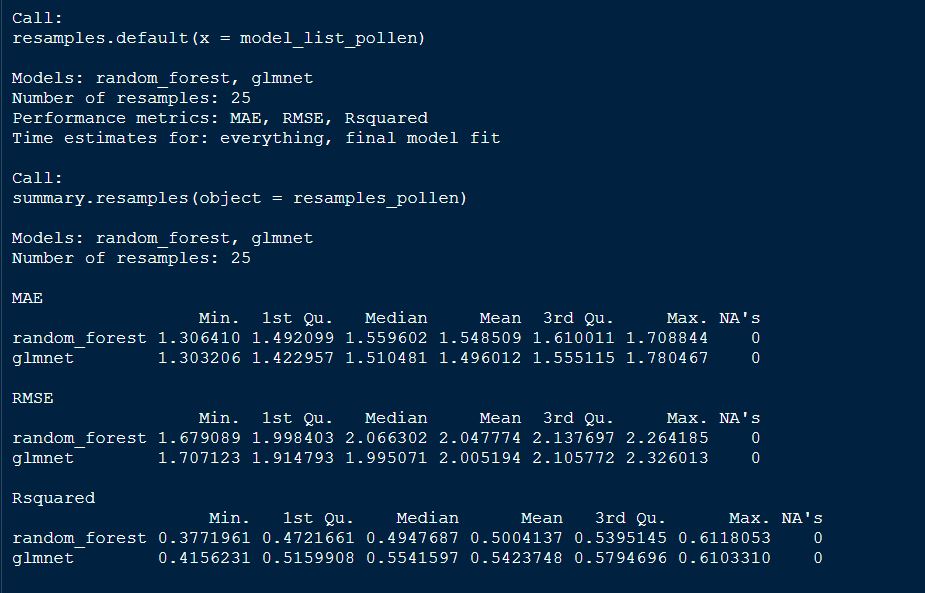 Call:
resamples.default(x = model_list_pollen)
Models: random_forest, glmnet
Number of resamples: 25
Performance metrics: MAE, RMSE, Rsquared
Time estimates for: everything, final model fit
Call:
summary.resamples(object = resamples_pollen)
Models: random_forest, glmnet
Number of resamples: 25
MAE
Min. 1st Qu. Median Mean 3rd Qu. Max. NA's
random_forest 1.306410 1.492099 1.559602 1.548509 1.610011 1.708844 0
glmnet 1.303206 1.422957 1.510481 1.496012 1.555115 1.780467 0
RMSE
Min. 1st Qu. Median Mean 3rd Qu. Max. NA's
random_forest 1.679089 1.998403 2.066302 2.047774 2.137697 2.264185 0
glmnet 1.707123 1.914793 1.995071 2.005194 2.105772 2.326013 0
Rsquared
Min. 1st Qu. Median Mean 3rd Qu. Max. NA's
random_forest 0.3771961 0.4721661 0.4947687 0.5004137 0.5395145 0.6118053 0
glmnet 0.4156231 0.5159908 0.5541597 0.5423748 0.5794696 0.6103310 0